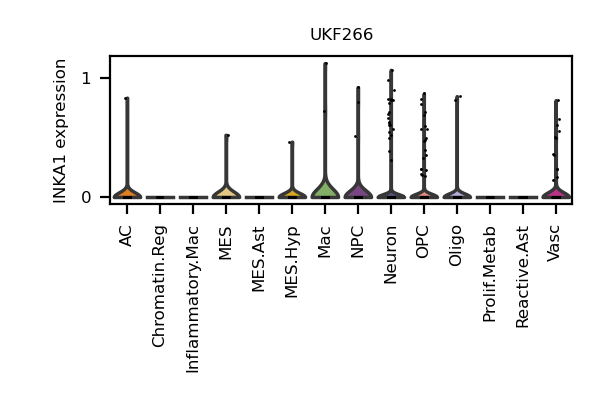 UKF266
INKA1 expression
1
0
AC
Chromatin.Reg
Inflammatory.Mac
MES
MES.Ast
MES.Hyp
Mac
NPC
Neuron
OPC
Oligo
Prolif.Metab
Reactive.Ast
Vasc